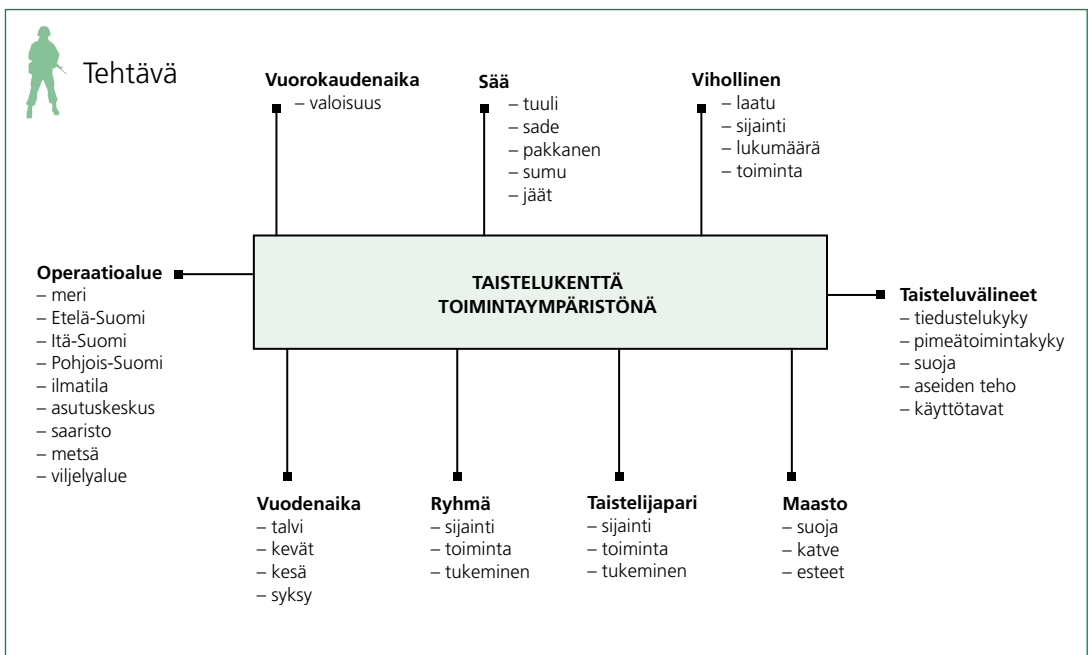 Tehtävä
Vuorokaudenaika
– valoisuus
Sää
– tuuli
– sade
– pakkanen
– sumu
– jäät
Vihollinen
– laatu
– sijainti
– lukumäärä
– toiminta
Operaatioalue
– meri
– Etelä-Suomi
– Itä-Suomi
– Pohjois-Suomi
– ilmatila
– asutuskeskus
– saaristo
– metsä
– viljelyalue
TAISTELUKENTTÄ
TOIMINTAYMPÄRISTÖNÄ
Taisteluvälineet
– tiedustelukyky
– pimeätoimintakyky
– suoja
– aseiden teho
– käyttötavat
Vuodenaika
– talvi
– kevät
– kesä
– syksy
Ryhmä
– sijainti
– toiminta
– tukeminen
Taistelijapari
– sijainti
– toiminta
– tukeminen
Maasto
– suoja
– katve
– esteet